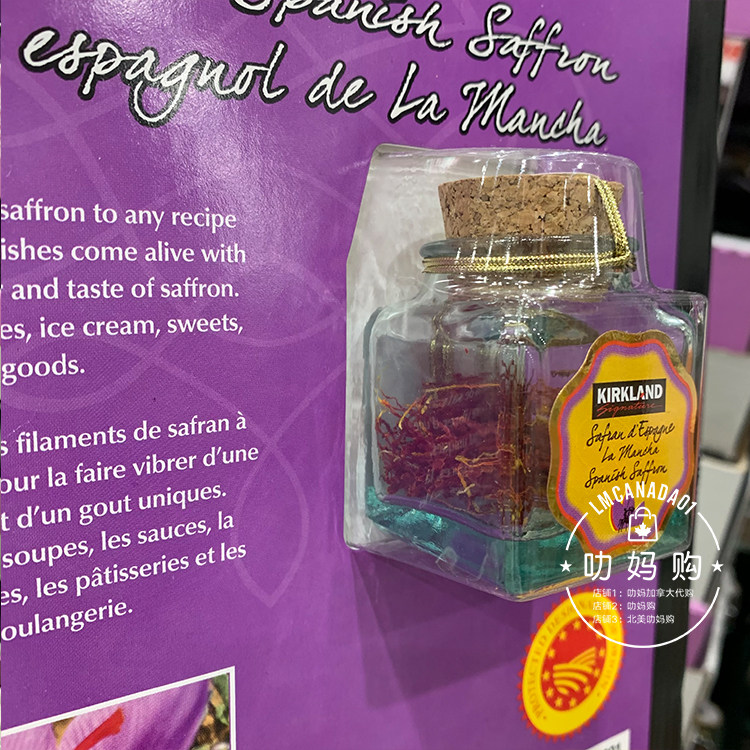 Spanish Saffron
espagnol de La Mancha
saffron to any recipe
ishes come alive with
and taste of saffron.
es, ice cream, sweets,
goods.
s filaments de safran à
our la faire vibrer d'une
t d'un gout uniques.
soupes, les sauces, la
es, les pâtisseries et les
oulangerie.
KIRKLAND
Signature
Safran d'Espagne
La Mancha
Spanish Saffron
LMCANADA01
叻妈购
店铺1：叻妈加拿大代购
店铺2：叻妈购
店铺3：北美叻妈购
PROTECTED DESI